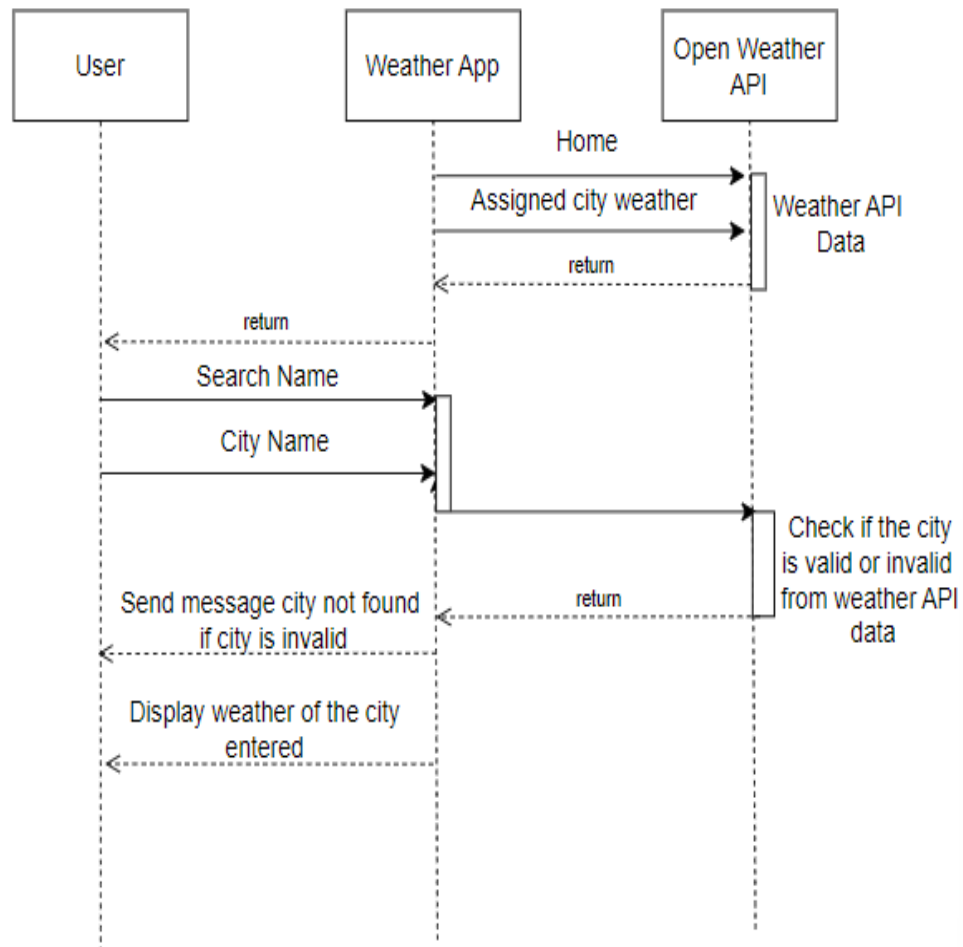 User
Weather App
Open Weather
API
Home
Assigned city weather
Weather API
Data
return
return
Search Name
City Name
Check if the city
is valid or invalid
from weather API
data
return
Send message city not found
if city is invalid
Display weather of the city
entered